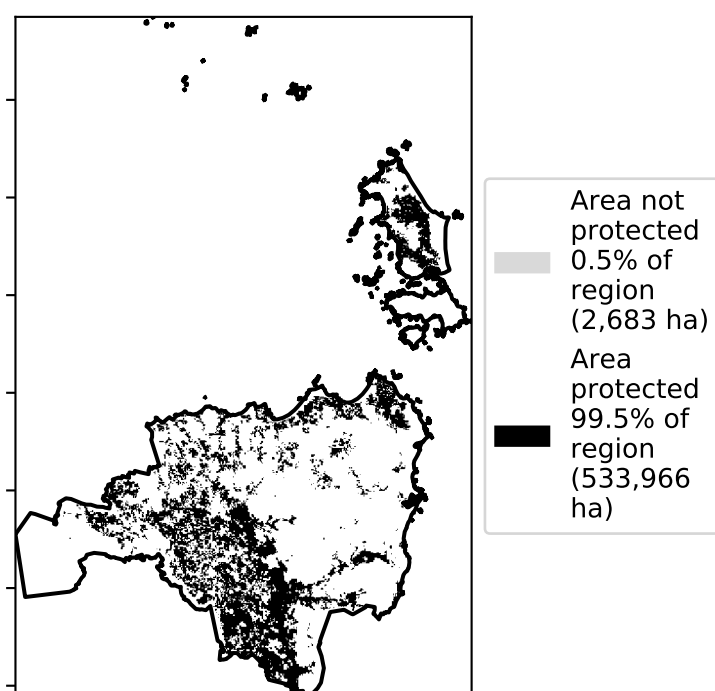 Area not
protected
0.5% of
region
(2,683 ha)
Area
protected
99.5% of
region
(533,966
ha)